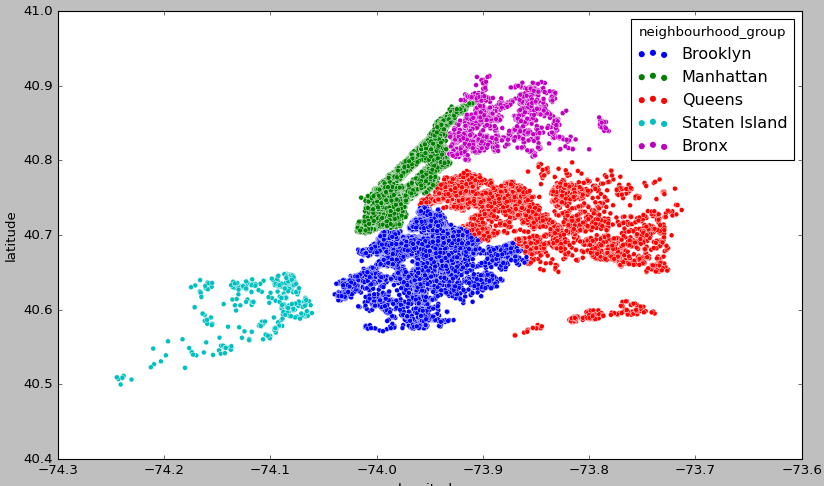 41.0
neighbourhood_group
Brooklyn
Manhattan
Queens
Staten Island
Bronx
40.9
40.8
40.7
40.6
40.5
40.4
latitude
−74.3 −74.2 −74.1 −74.0 −73.9 −73.8 −73.7 −73.6